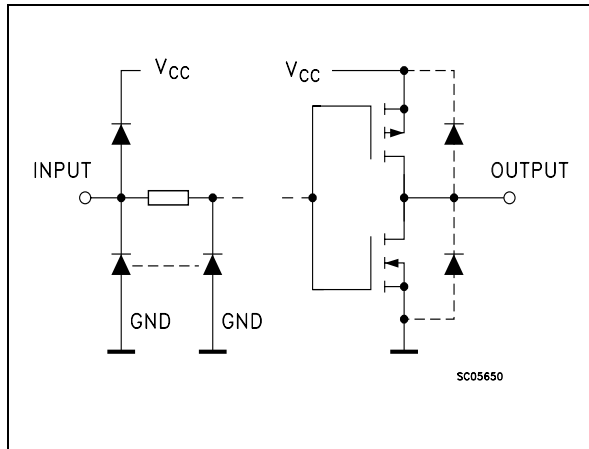 VCC
VCC
INPUT
OUTPUT
GND
GND
SC05650